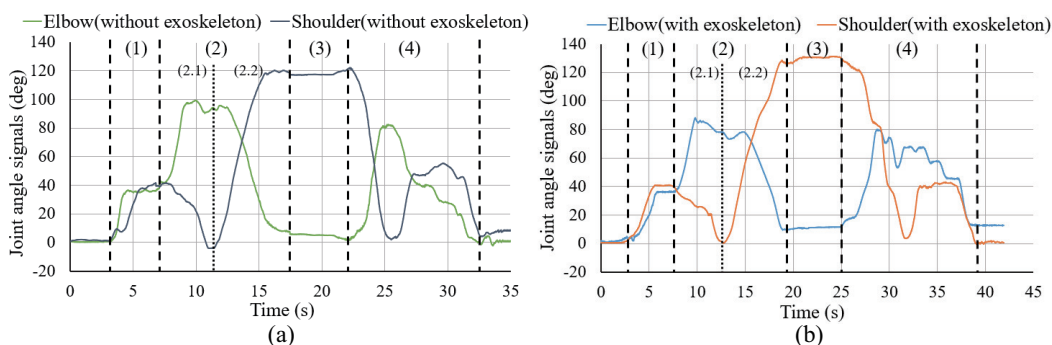 (a)
Elbow(without exoskeleton) Shoulder(without exoskeleton)
140
120
100
80
60
40
20
0
-20
Joint angle signals (deg)
(1) (2) (3) (4)
(2.1) (2.2)
0 5 10 15 20 25 30 35
Time (s)
(a)
(b)
Elbow(with exoskeleton) Shoulder(with exoskeleton)
140
120
100
80
60
40
20
0
-20
Joint angle signals (deg)
(1) (2) (3) (4)
(2.1) (2.2)
0 5 10 15 20 25 30 35 40 45
Time (s)
(b)